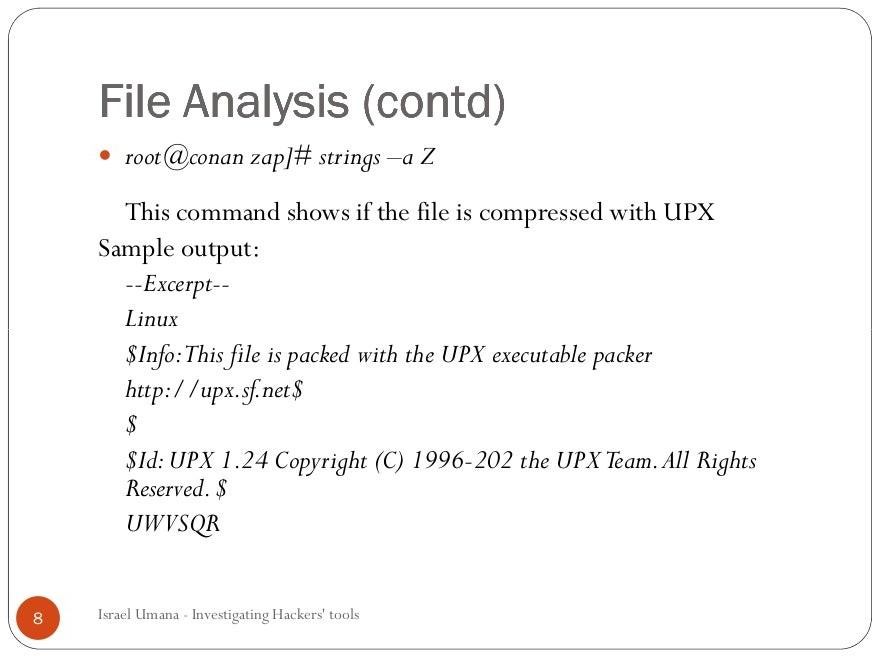 File Analysis (contd)
• root@conan zap]# strings –a Z
This command shows if the file is compressed with UPX
Sample output:
--Excerpt--
Linux
$Info: This file is packed with the UPX executable packer
http://upx.sf.net$
$
$Id: UPX 1.24 Copyright (C) 1996-202 the UPX Team. All Rights
Reserved. $
UWVSQR
8
Israel Umana - Investigating Hackers' tools